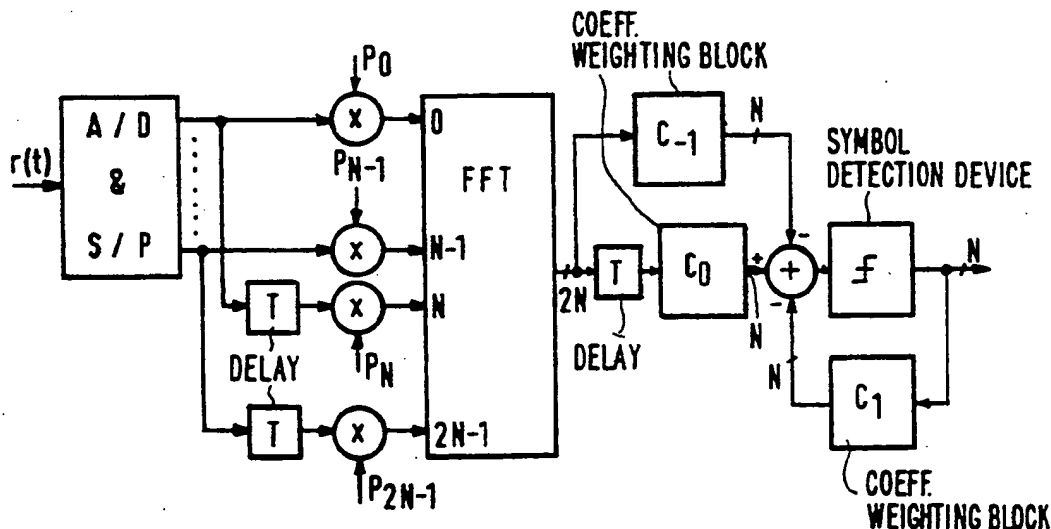 COEFF.
WEIGHTING BLOCK
P0
A / D
0
C-1
N
SYMBOL
DETECTION DEVICE
r(t)
&
PN-1
x
FFT
S / P
x
N-1
-
N
T
x
N
2N
T
C0
+
+
N
-
DELAY
PN
DELAY
N
C1
T
x
2N-1
P2N-1
COEFF.
WEIGHTING BLOCK